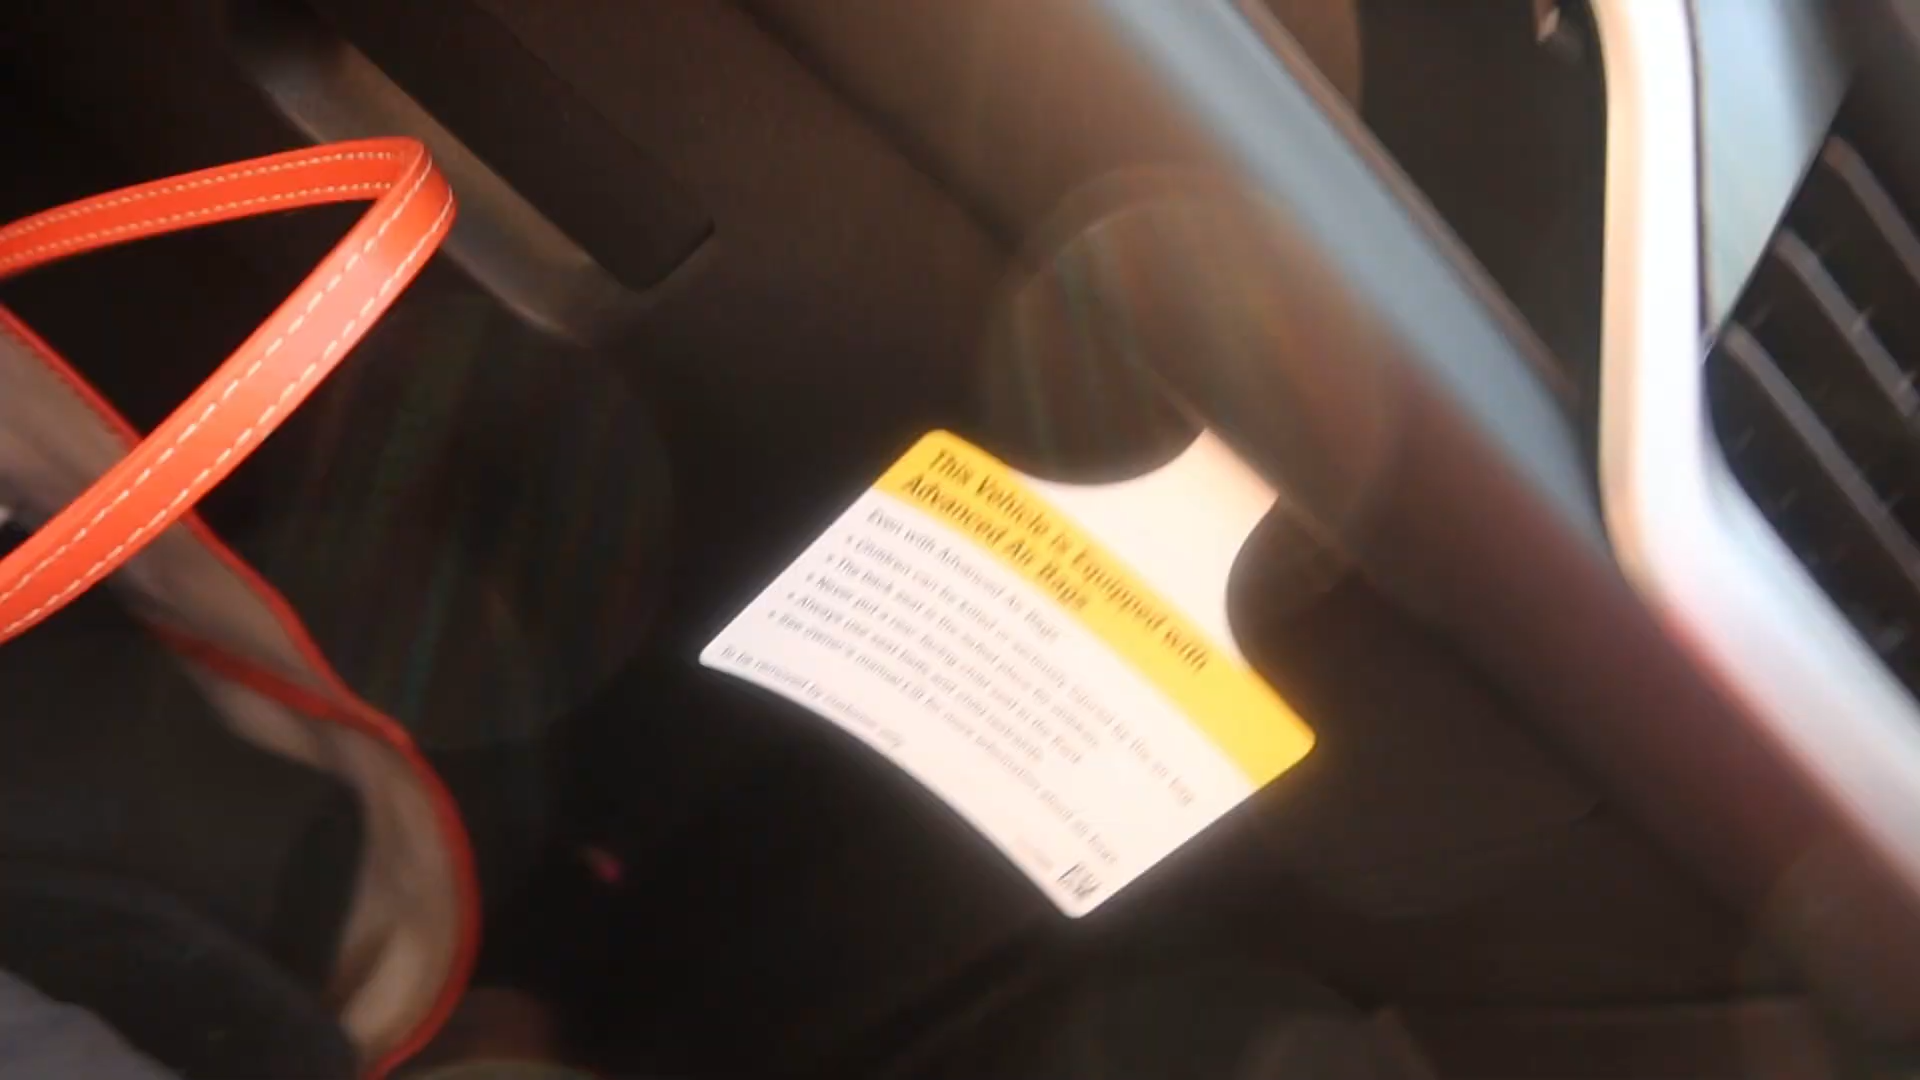 This Vehicle is Equipped with
Advanced Air Bags
Even with Advanced Air Bags
• Children can be killed or seriously injured by the air bag
• The back seat is the safest place for children
• Never put a rear-facing child seat in the front
• Always use seat belts and child restraints
• See owner's manual for more information about air bags
To be removed by customer only